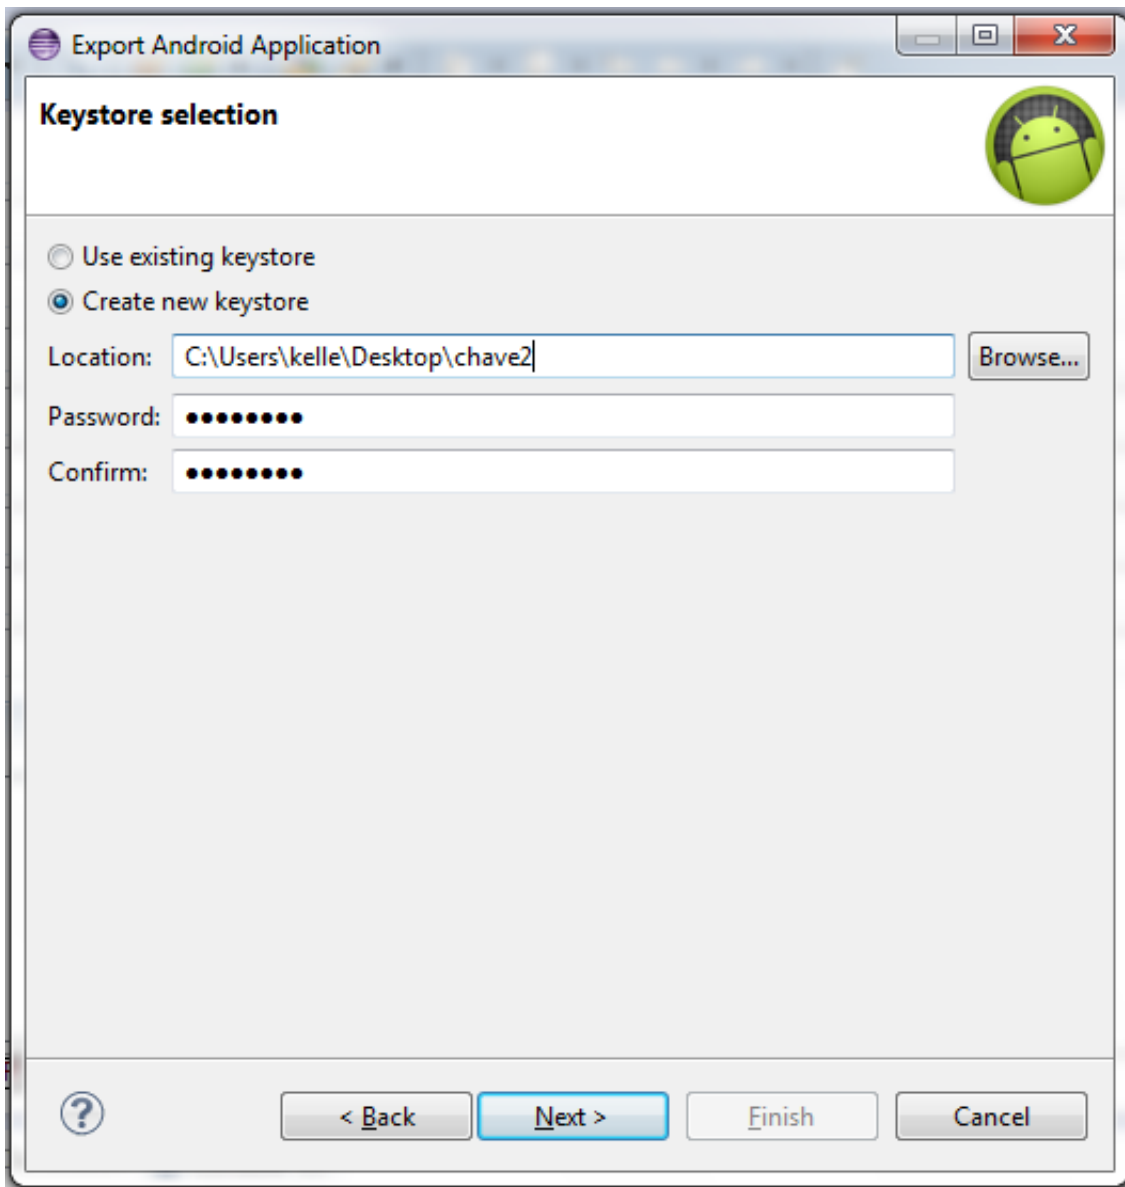 Export Android Application
Keystore selection
Use existing keystore
Create new keystore
Location: C:\Users\kelle\Desktop\chave2 Browse...
Password: ●●●●●●●●
Confirm: ●●●●●●●●
< Back Next > Finish Cancel